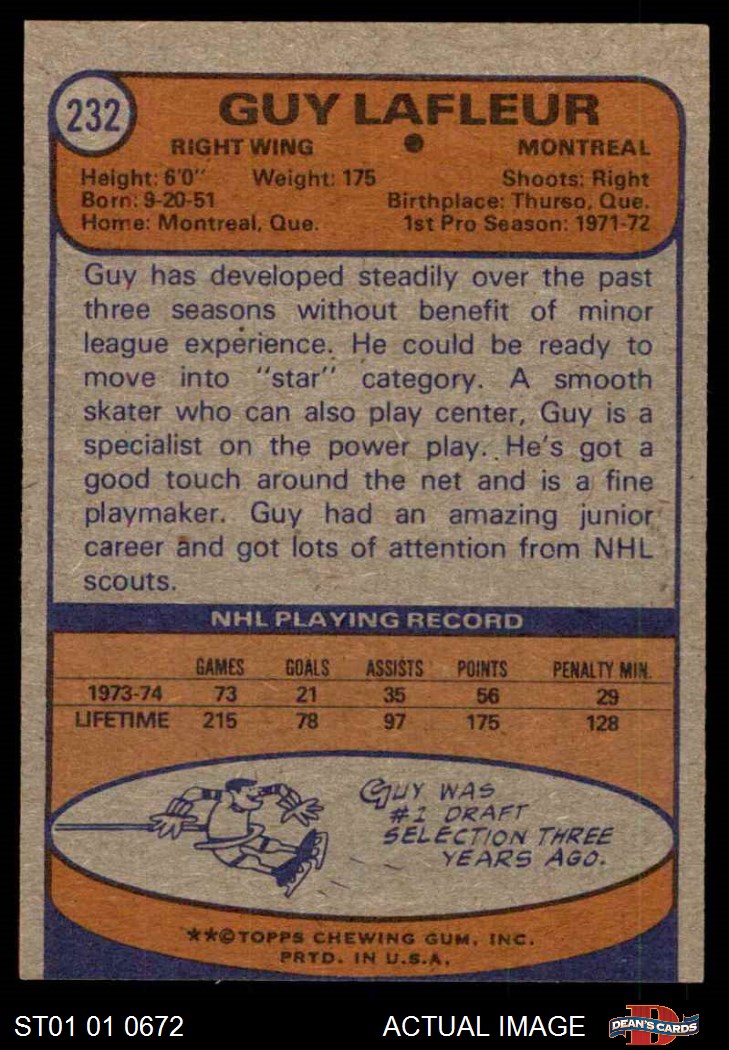 232
GUY LAFLEUR
RIGHT WING MONTREAL
Height: 6'0" Weight: 175 Shoots: Right
Born: 9-20-51 Birthplace: Thurso, Que.
Home: Montreal, Que. 1st Pro Season: 1971-72
Guy has developed steadily over the past
three seasons without benefit of minor
league experience. He could be ready to
move into "star" category. A smooth
skater who can also play center, Guy is a
specialist on the power play. He's got a
good touch around the net and is a fine
playmaker. Guy had an amazing junior
career and got lots of attention from NHL
scouts.
NHL PLAYING RECORD
GAMES GOALS ASSISTS POINTS PENALTY MIN.
1973-74 73 21 35 56 29
LIFETIME 215 78 97 175 128
GUY WAS
#1 DRAFT
SELECTION THREE
YEARS AGO.
**©TOPPS CHEWING GUM, INC.
PRTD. IN U.S.A.
ST01 01 0672 ACTUAL IMAGE DEAN'S CARDS